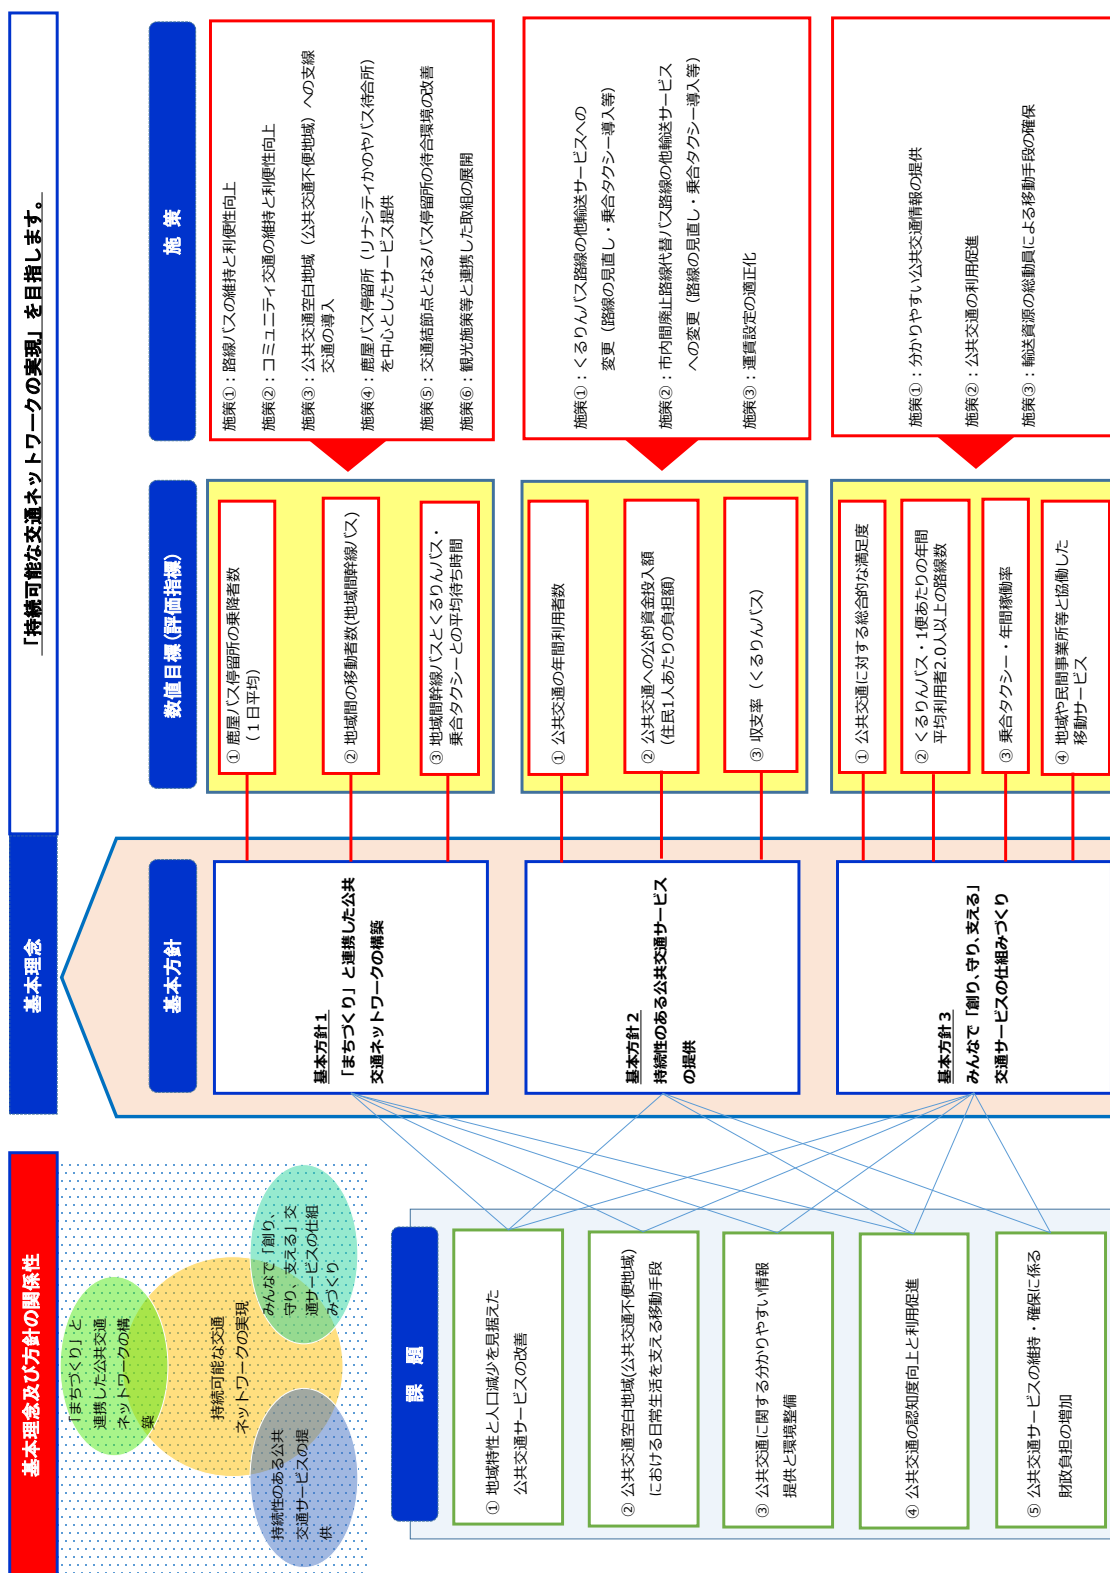 基本理念及び方針の関係性
「まちづくり」と
連携した公共交通
ネットワークの構
築
持続可能な交通
ネットワークの実現
持続性のある公共
交通サービスの提
供
みんなで「創り、
守り、支える」交
通サービスの仕組
みづくり
課 題
① 地域特性と人口減少を見据えた
公共交通サービスの改善
② 公共交通空白地域(公共交通不便地域)
における日常生活を支える移動手段
③ 公共交通に関する分かりやすい情報
提供と環境整備
④ 公共交通の認知度向上と利用促進
⑤ 公共交通サービスの維持・確保に係る
財政負担の増加
基本理念
「持続可能な交通ネットワークの実現」を目指します。
基本方針
基本方針1
「まちづくり」と連携した公共
交通ネットワークの構築
基本方針2
持続性のある公共交通サービス
の提供
基本方針3
みんなで「創り、守り、支える」
交通サービスの仕組みづくり
数値目標(評価指標)
① 鹿屋バス停留所の乗降者数
(1日平均)
② 地域間の移動者数(地域間幹線バス)
③ 地域間幹線バスとくるりんバス・
乗合タクシーとの平均待ち時間
① 公共交通の年間利用者数
② 公共交通への公的資金投入額
(住民1人あたりの負担額)
③ 収支率（くるりんバス）
① 公共交通に対する総合的な満足度
② くるりんバス・1便あたりの年間
平均利用者2.0人以上の路線数
③ 乗合タクシー・年間稼働率
④ 地域や民間事業所等と協働した
移動サービス
施 策
施策①：路線バスの維持と利便性向上
施策②：コミュニティ交通の維持と利便性向上
施策③：公共交通空白地域（公共交通不便地域）への支線
交通の導入
施策④：鹿屋バス停留所（リナシティかのやバス待合所）
を中心としたサービス提供
施策⑤：交通結節点となるバス停留所の待合環境の改善
施策⑥：観光施策等と連携した取組の展開
施策①：くるりんバス路線の他輸送サービスへの
変更（路線の見直し・乗合タクシー導入等）
施策②：市内間廃止路線代替バス路線の他輸送サービス
への変更（路線の見直し・乗合タクシー導入等）
施策③：運賃設定の適正化
施策①：分かりやすい公共交通情報の提供
施策②：公共交通の利用促進
施策③：輸送資源の総動員による移動手段の確保